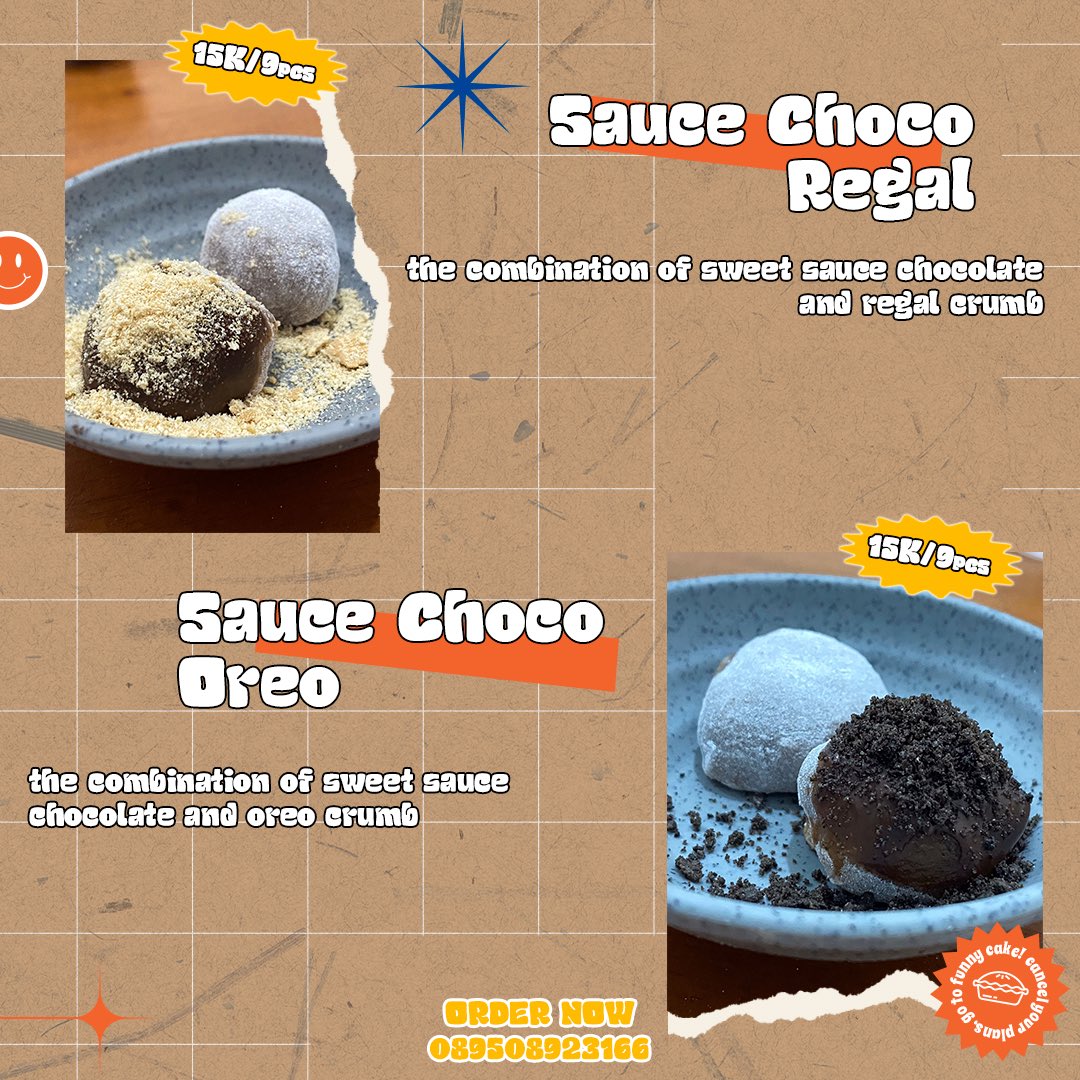 15K/9pcs
Sauce Choco
Regal
the combination of sweet sauce chocolate
and regal crumb
15K/9pcs
Sauce Choco
Oreo
the combination of sweet sauce
chocolate and oreo crumb
ORDER NOW
089508923166
go to funny cake! cancel your plans,